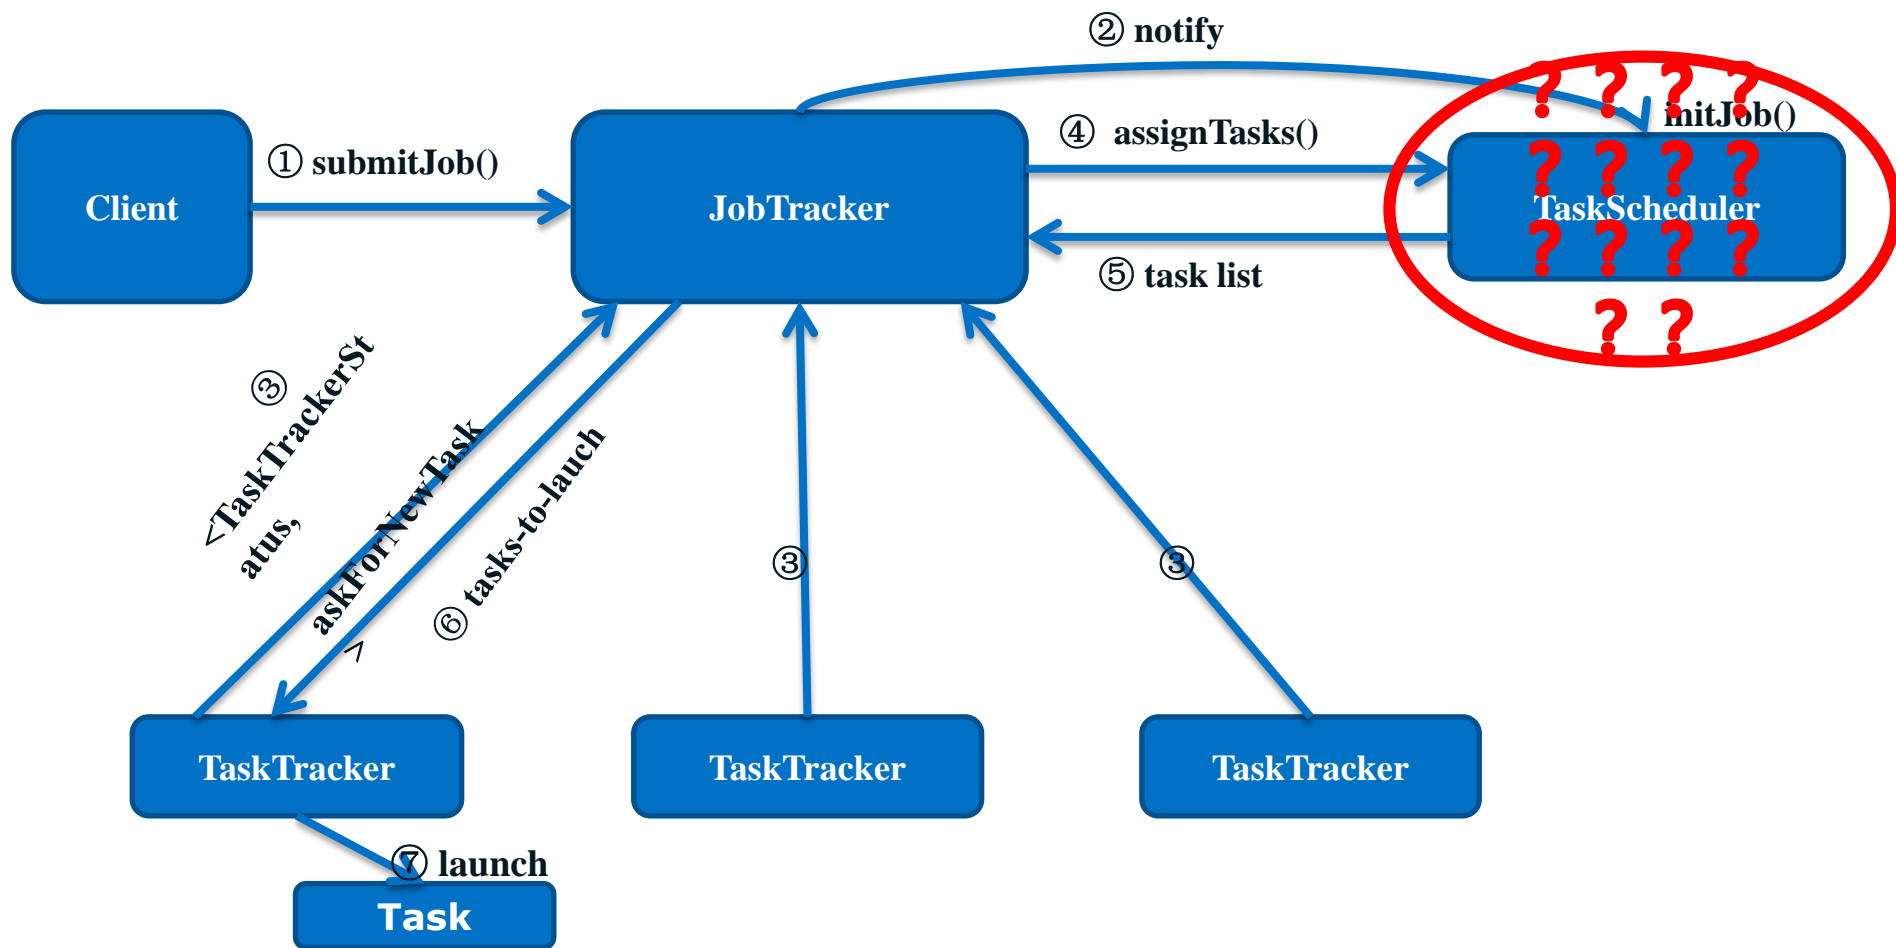 ② notify
? ? ? ?
initJob()
④ assignTasks()
① submitJob()
? ? ? ?
Client
JobTracker
TaskScheduler
? ? ? ?
⑤ task list
? ?
③
<TaskTrackerSt
atus,
askForNewTask
>
⑥ tasks-to-lauch
③
③
TaskTracker
TaskTracker
TaskTracker
⑦ launch
Task